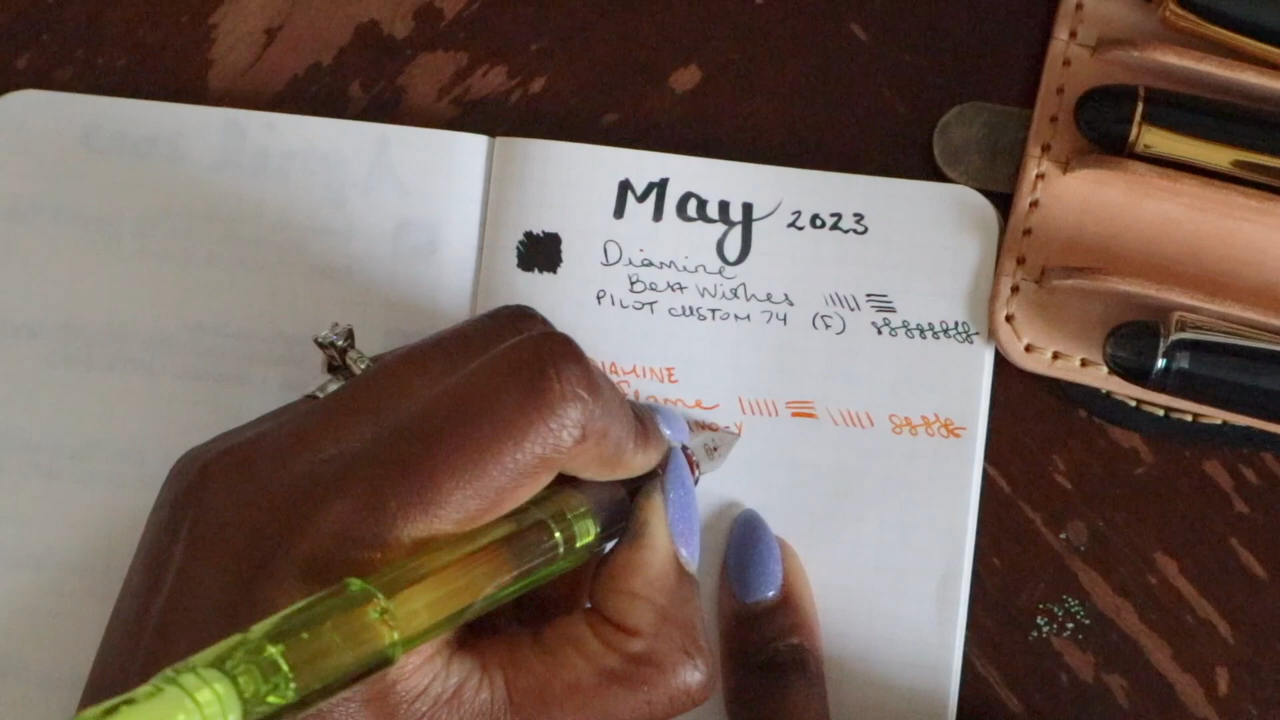 May 2023
Diamine
Best Wishes
PILOT CUSTOM 74 (F)
DIAMINE